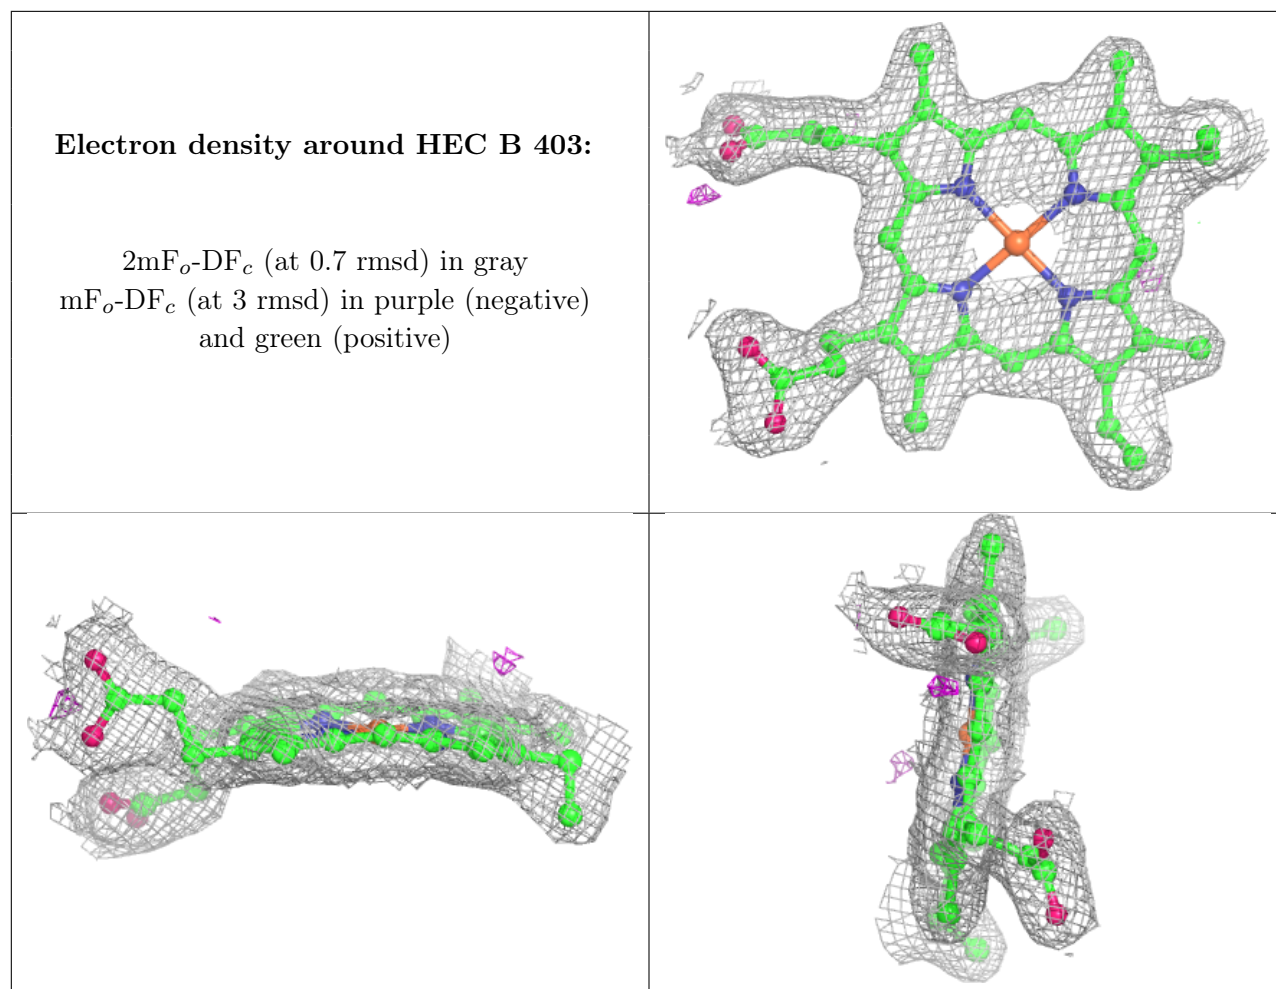 Electron density around HEC B 403:
2mFo-DFc (at 0.7 rmsd) in gray
mFo-DFc (at 3 rmsd) in purple (negative)
and green (positive)